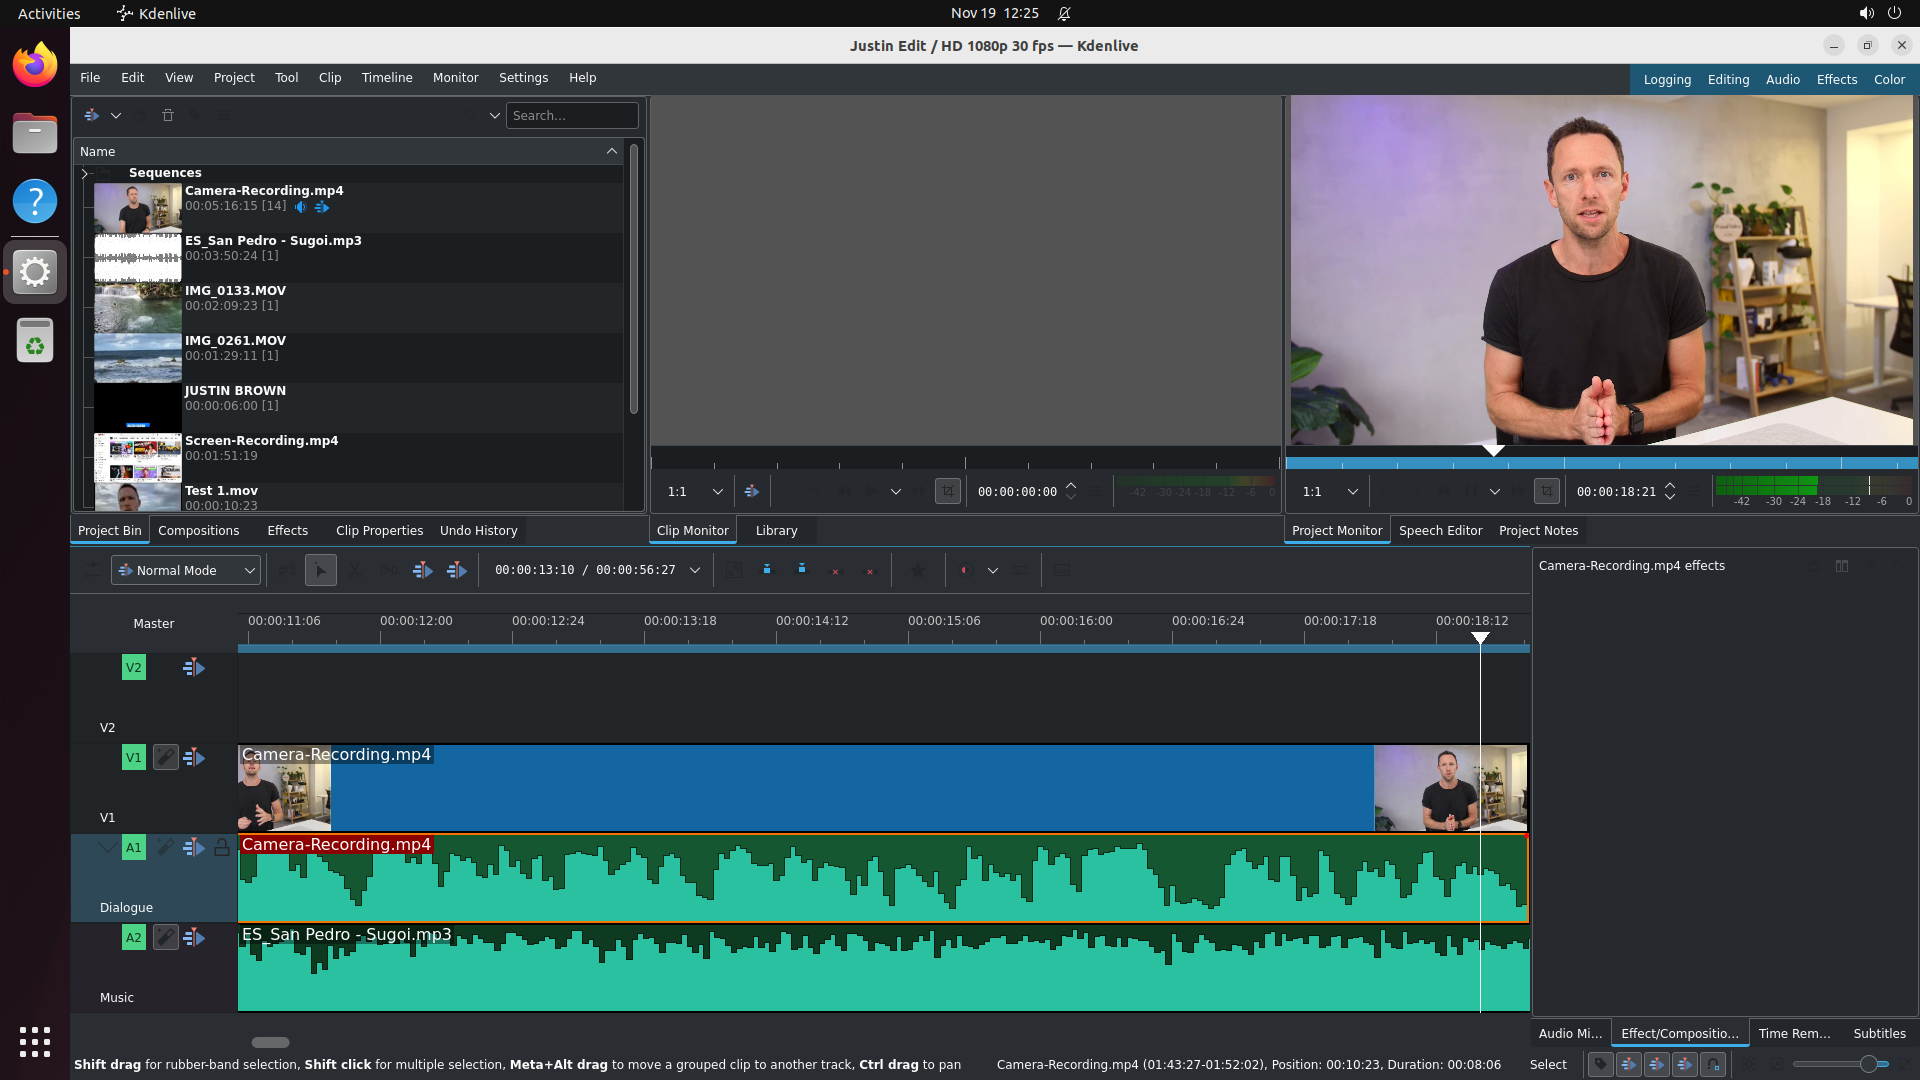 Activities
Kdenlive
Nov 19 12:25
Justin Edit / HD 1080p 30 fps — Kdenlive
File Edit View Project Tool Clip Timeline Monitor Settings Help
Logging Editing Audio Effects Color
Search...
Name
Sequences
Camera-Recording.mp4
00:05:16:15 [14]
ES_San Pedro - Sugoi.mp3
00:03:50:24 [1]
IMG_0133.MOV
00:02:09:23 [1]
IMG_0261.MOV
00:01:29:11 [1]
JUSTIN BROWN
00:00:06:00 [1]
Screen-Recording.mp4
00:01:51:19
Test 1.mov
00:00:10:23
1:1
00:00:00:00
-42 -30 -24 -18 -12 -6 0
1:1
00:00:18:21
-42 -30 -24 -18 -12 -6 0
Project Bin Compositions Effects Clip Properties Undo History
Clip Monitor Library
Project Monitor Speech Editor Project Notes
Normal Mode
00:00:13:10 / 00:00:56:27
Camera-Recording.mp4 effects
Master
00:00:11:06 00:00:12:00 00:00:12:24 00:00:13:18 00:00:14:12 00:00:15:06 00:00:16:00 00:00:16:24 00:00:17:18 00:00:18:12
V2
V2
V1
Camera-Recording.mp4
V1
A1
Camera-Recording.mp4
Dialogue
A2
ES_San Pedro - Sugoi.mp3
Music
Audio Mi... Effect/Compositio... Time Rem... Subtitles
Shift drag for rubber-band selection, Shift click for multiple selection, Meta+Alt drag to move a grouped clip to another track, Ctrl drag to pan
Camera-Recording.mp4 (01:43:27-01:52:02), Position: 00:10:23, Duration: 00:08:06
Select